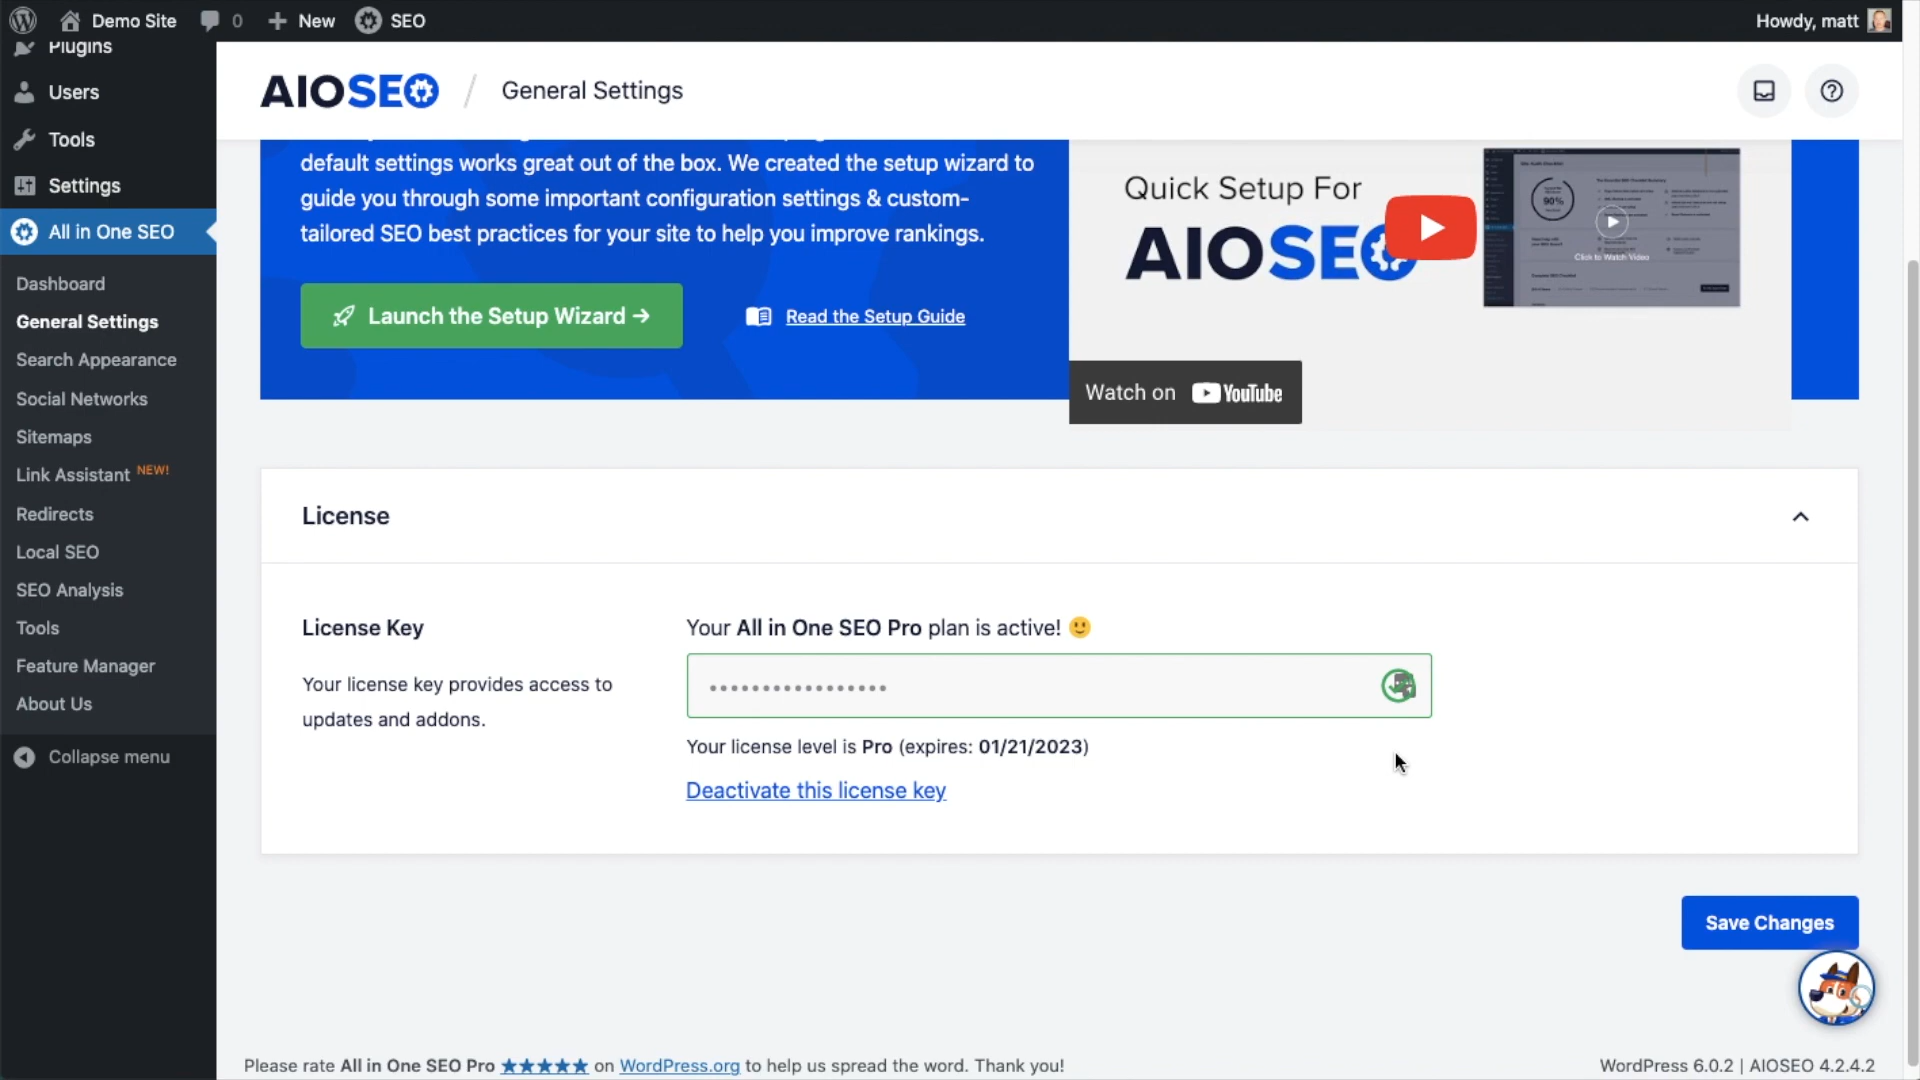 Demo Site
0
New
SEO
Howdy, matt
Plugins
Users
Tools
Settings
All in One SEO
Dashboard
General Settings
Search Appearance
Social Networks
Sitemaps
Link Assistant NEW!
Redirects
Local SEO
SEO Analysis
Tools
Feature Manager
About Us
Collapse menu
AIOSEO / General Settings
default settings works great out of the box. We created the setup wizard to
guide you through some important configuration settings & custom-
tailored SEO best practices for your site to help you improve rankings.
Launch the Setup Wizard →
Read the Setup Guide
Quick Setup For
AIOSEO
90%
Click to Watch Video
Watch on YouTube
License
License Key
Your license key provides access to
updates and addons.
Your All in One SEO Pro plan is active! 🙂
•••••••••••••••••
Your license level is Pro (expires: 01/21/2023)
Deactivate this license key
Save Changes
Please rate All in One SEO Pro ★★★★★ on WordPress.org to help us spread the word. Thank you!
WordPress 6.0.2 | AIOSEO 4.2.4.2